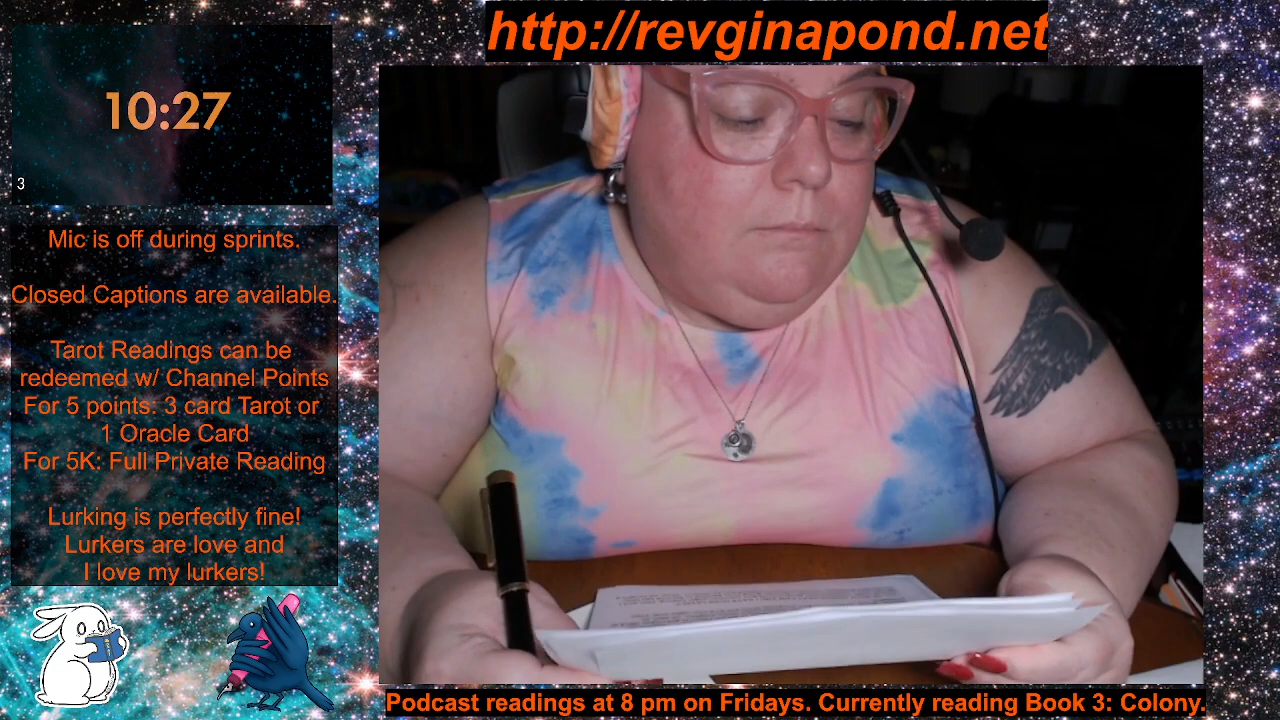 http://revginapond.net
10:27
3
Mic is off during sprints.
Closed Captions are available.
Tarot Readings can be
redeemed w/ Channel Points
For 5 points: 3 card Tarot or
1 Oracle Card
For 5K: Full Private Reading
Lurking is perfectly fine!
Lurkers are love and
I love my lurkers!
Podcast readings at 8 pm on Fridays. Currently reading Book 3: Colony.